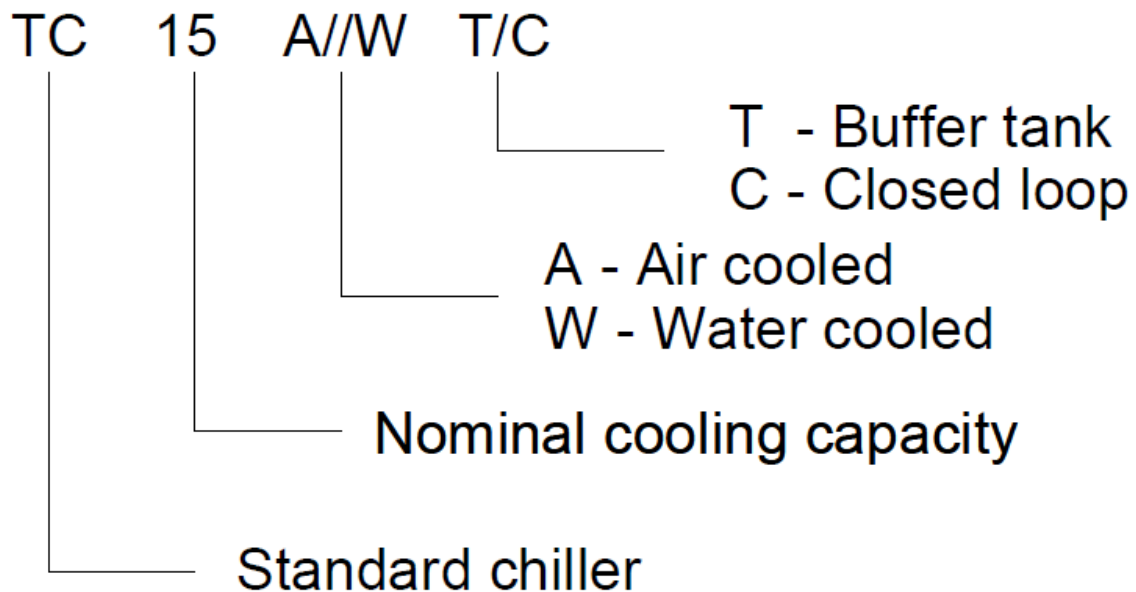 TC 15 A//W T/C
T - Buffer tank
C - Closed loop
A - Air cooled
W - Water cooled
Nominal cooling capacity
Standard chiller